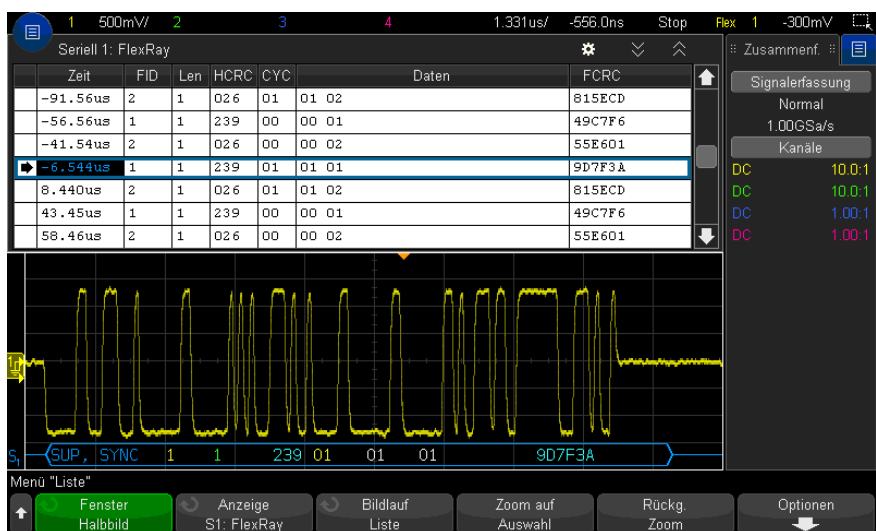 1 500mV/ 2 3 4 1.331us/ -556.0ns Stop Flex 1 -300mV
Seriell 1: FlexRay
Zusammenf.
Zeit FID Len HCRC CYC Daten FCRC
-91.56us 2 1 026 01 01 02 815ECD
-56.56us 1 1 239 00 00 01 49C7F6
-41.54us 2 1 026 00 00 02 55E601
-6.544us 1 1 239 01 01 01 9D7F3A
8.440us 2 1 026 01 01 02 815ECD
43.45us 1 1 239 00 00 01 49C7F6
58.46us 2 1 026 00 00 02 55E601
Signalerfassung
Normal
1.00GSa/s
Kanäle
DC 10.0:1
DC 10.0:1
DC 1.00:1
DC 1.00:1
S1 SUP, SYNC 1 1 239 01 01 01 9D7F3A
Menü "Liste"
Fenster
Halbbild
Anzeige
S1: FlexRay
Bildlauf
Liste
Zoom auf
Auswahl
Rückg.
Zoom
Optionen